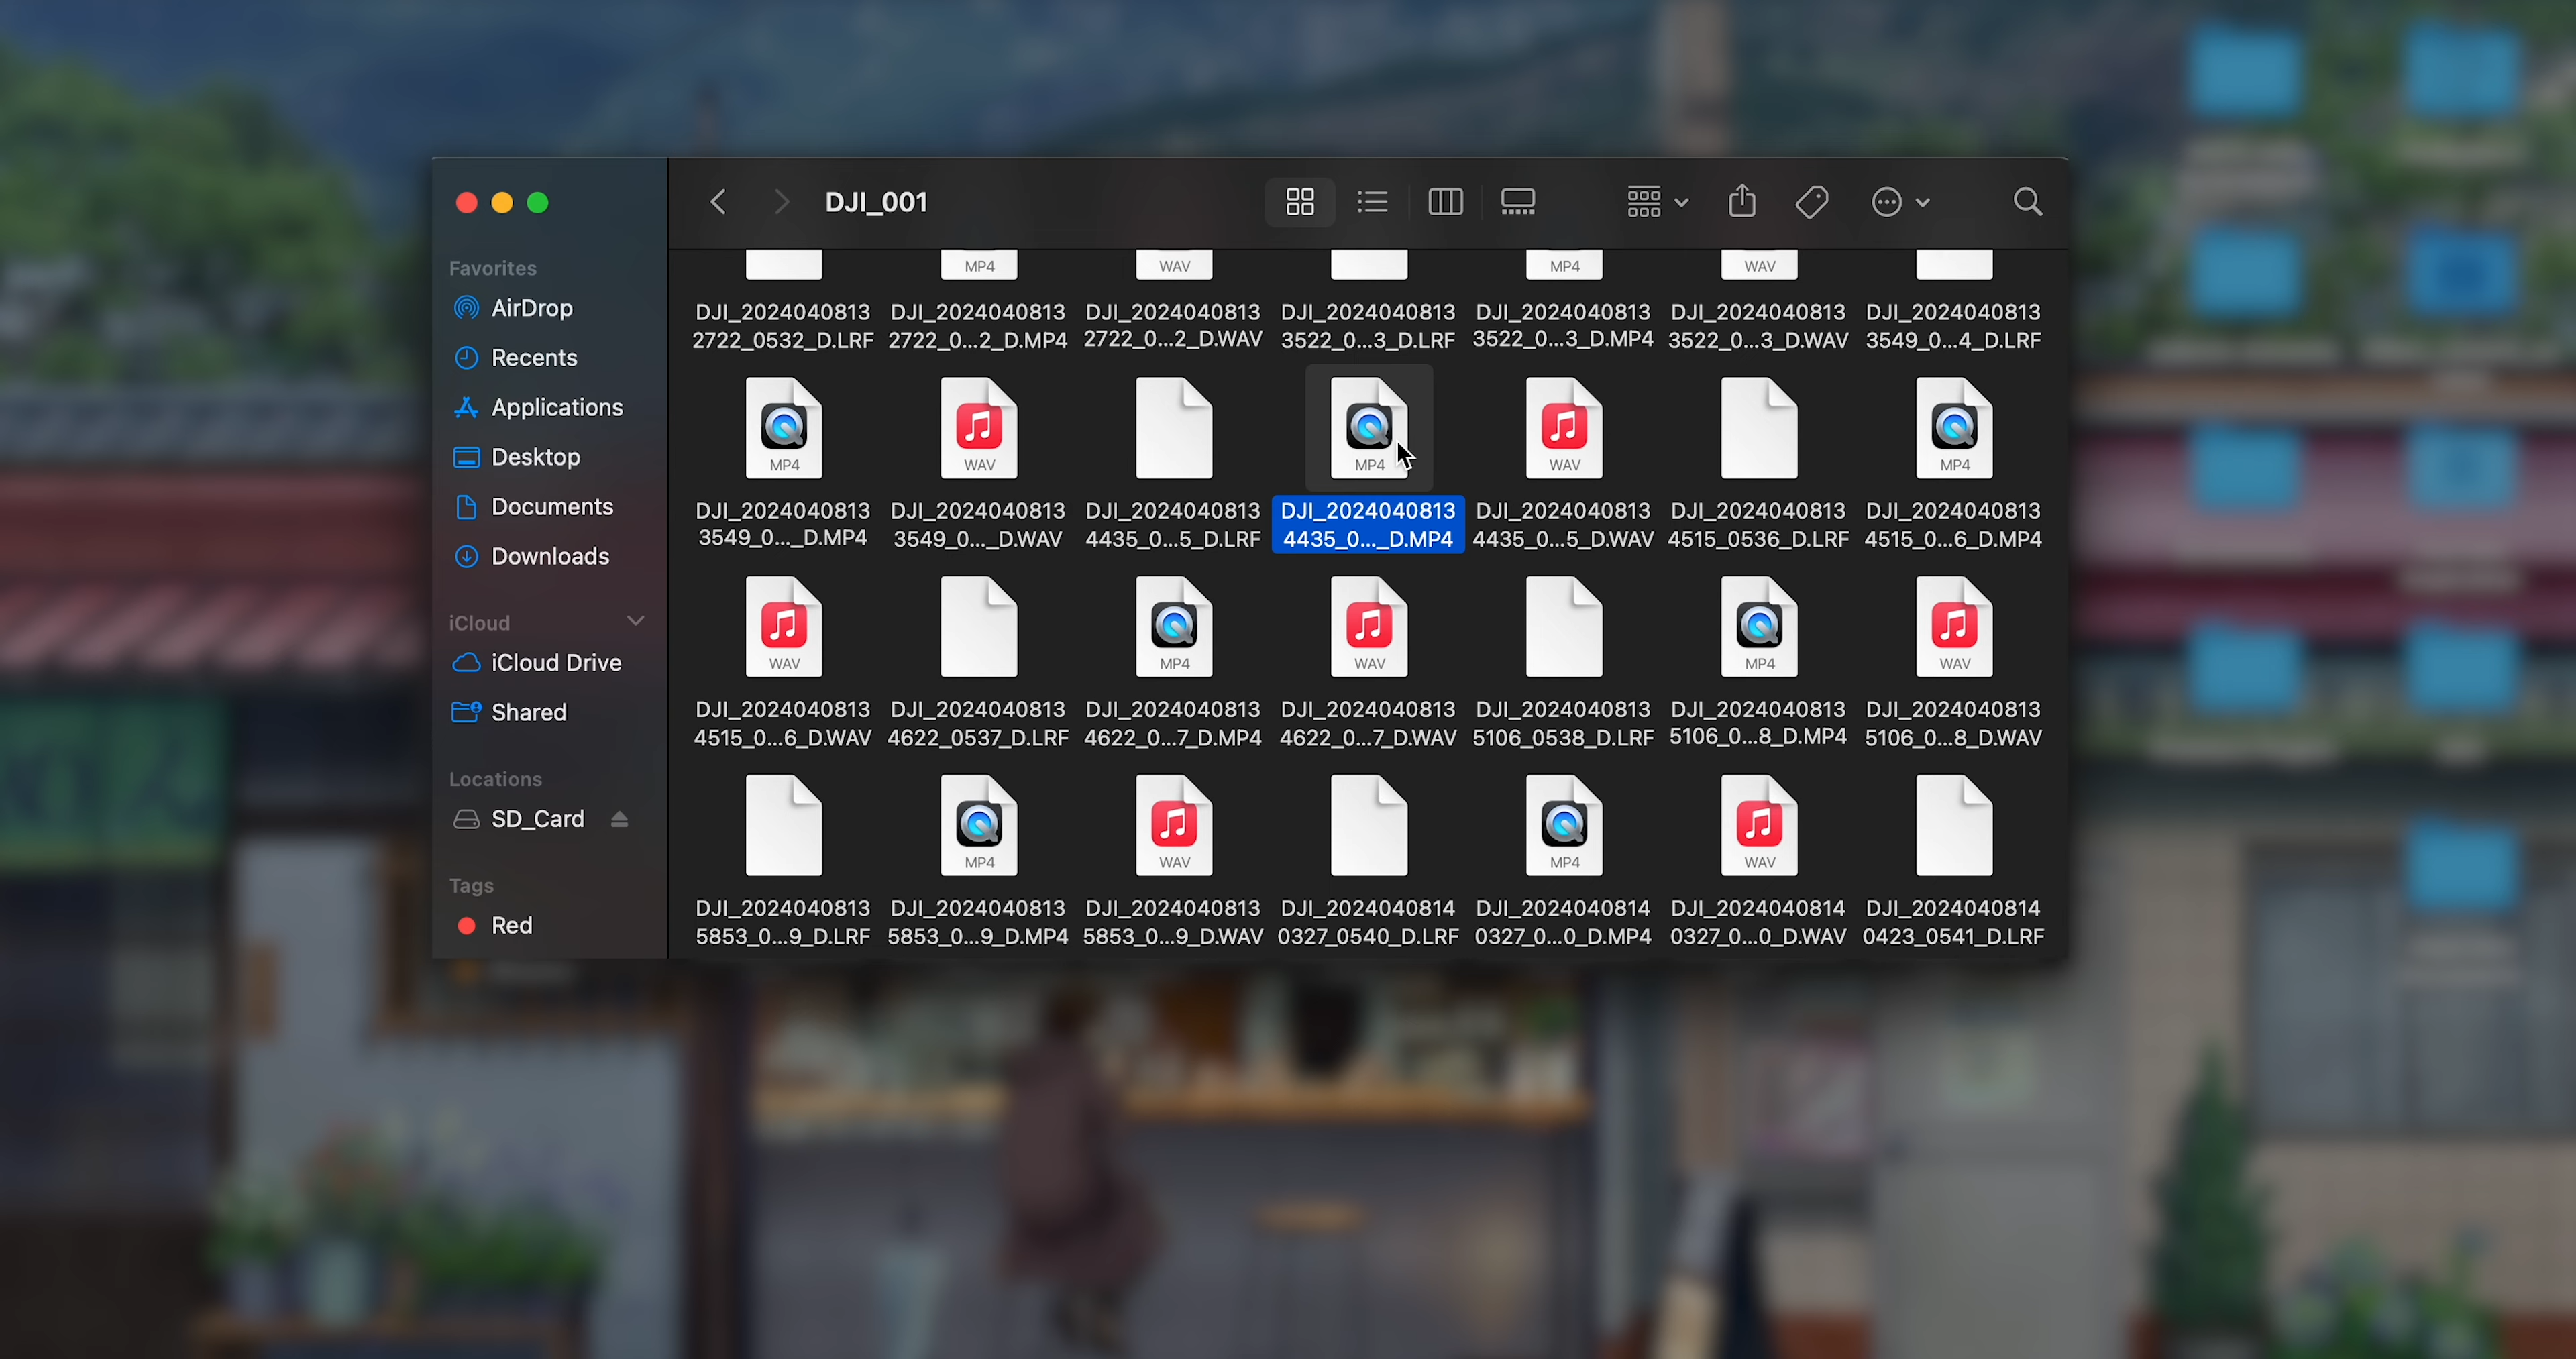 DJI_001
Favorites
AirDrop
Recents
Applications
Desktop
Documents
Downloads
iCloud
iCloud Drive
Shared
Locations
SD_Card
Tags
Red
MP4 WAV MP4 WAV
DJI_2024040813 DJI_2024040813 DJI_2024040813 DJI_2024040813 DJI_2024040813 DJI_2024040813 DJI_2024040813
2722_0532_D.LRF 2722_0...2_D.MP4 2722_0...2_D.WAV 3522_0...3_D.LRF 3522_0...3_D.MP4 3522_0...3_D.WAV 3549_0...4_D.LRF
MP4 WAV MP4 WAV MP4
DJI_2024040813 DJI_2024040813 DJI_2024040813 DJI_2024040813 DJI_2024040813 DJI_2024040813 DJI_2024040813
3549_0..._D.MP4 3549_0..._D.WAV 4435_0...5_D.LRF 4435_0..._D.MP4 4435_0...5_D.WAV 4515_0536_D.LRF 4515_0...6_D.MP4
WAV MP4 WAV MP4 WAV
DJI_2024040813 DJI_2024040813 DJI_2024040813 DJI_2024040813 DJI_2024040813 DJI_2024040813 DJI_2024040813
4515_0...6_D.WAV 4622_0537_D.LRF 4622_0...7_D.MP4 4622_0...7_D.WAV 5106_0538_D.LRF 5106_0...8_D.MP4 5106_0...8_D.WAV
MP4 WAV MP4 WAV
DJI_2024040813 DJI_2024040813 DJI_2024040813 DJI_2024040814 DJI_2024040814 DJI_2024040814 DJI_2024040814
5853_0...9_D.LRF 5853_0...9_D.MP4 5853_0...9_D.WAV 0327_0540_D.LRF 0327_0...0_D.MP4 0327_0...0_D.WAV 0423_0541_D.LRF